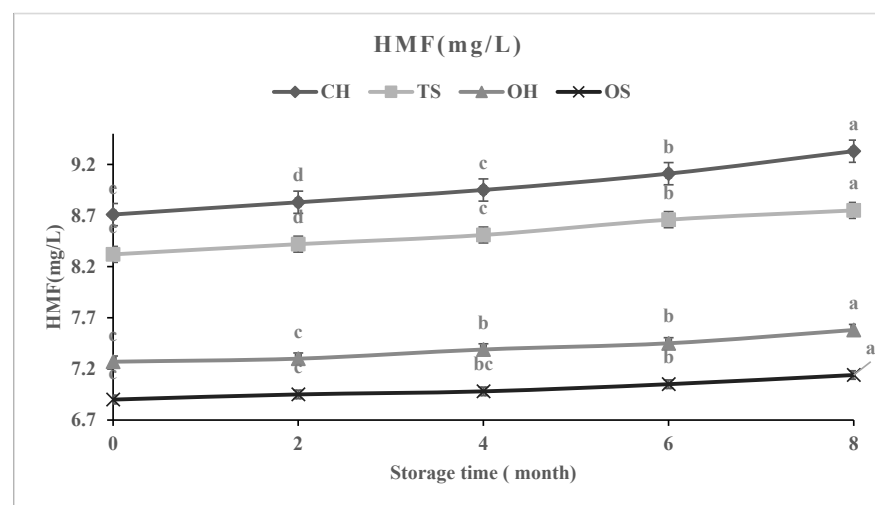 HMF(mg/L)
CH TS OH OS
HMF(mg/L)
9.2
8.7
8.2
7.7
7.2
6.7
e d c b a
e d c b a
c c b b a
c c bc b a
0 2 4 6 8
Storage time ( month)